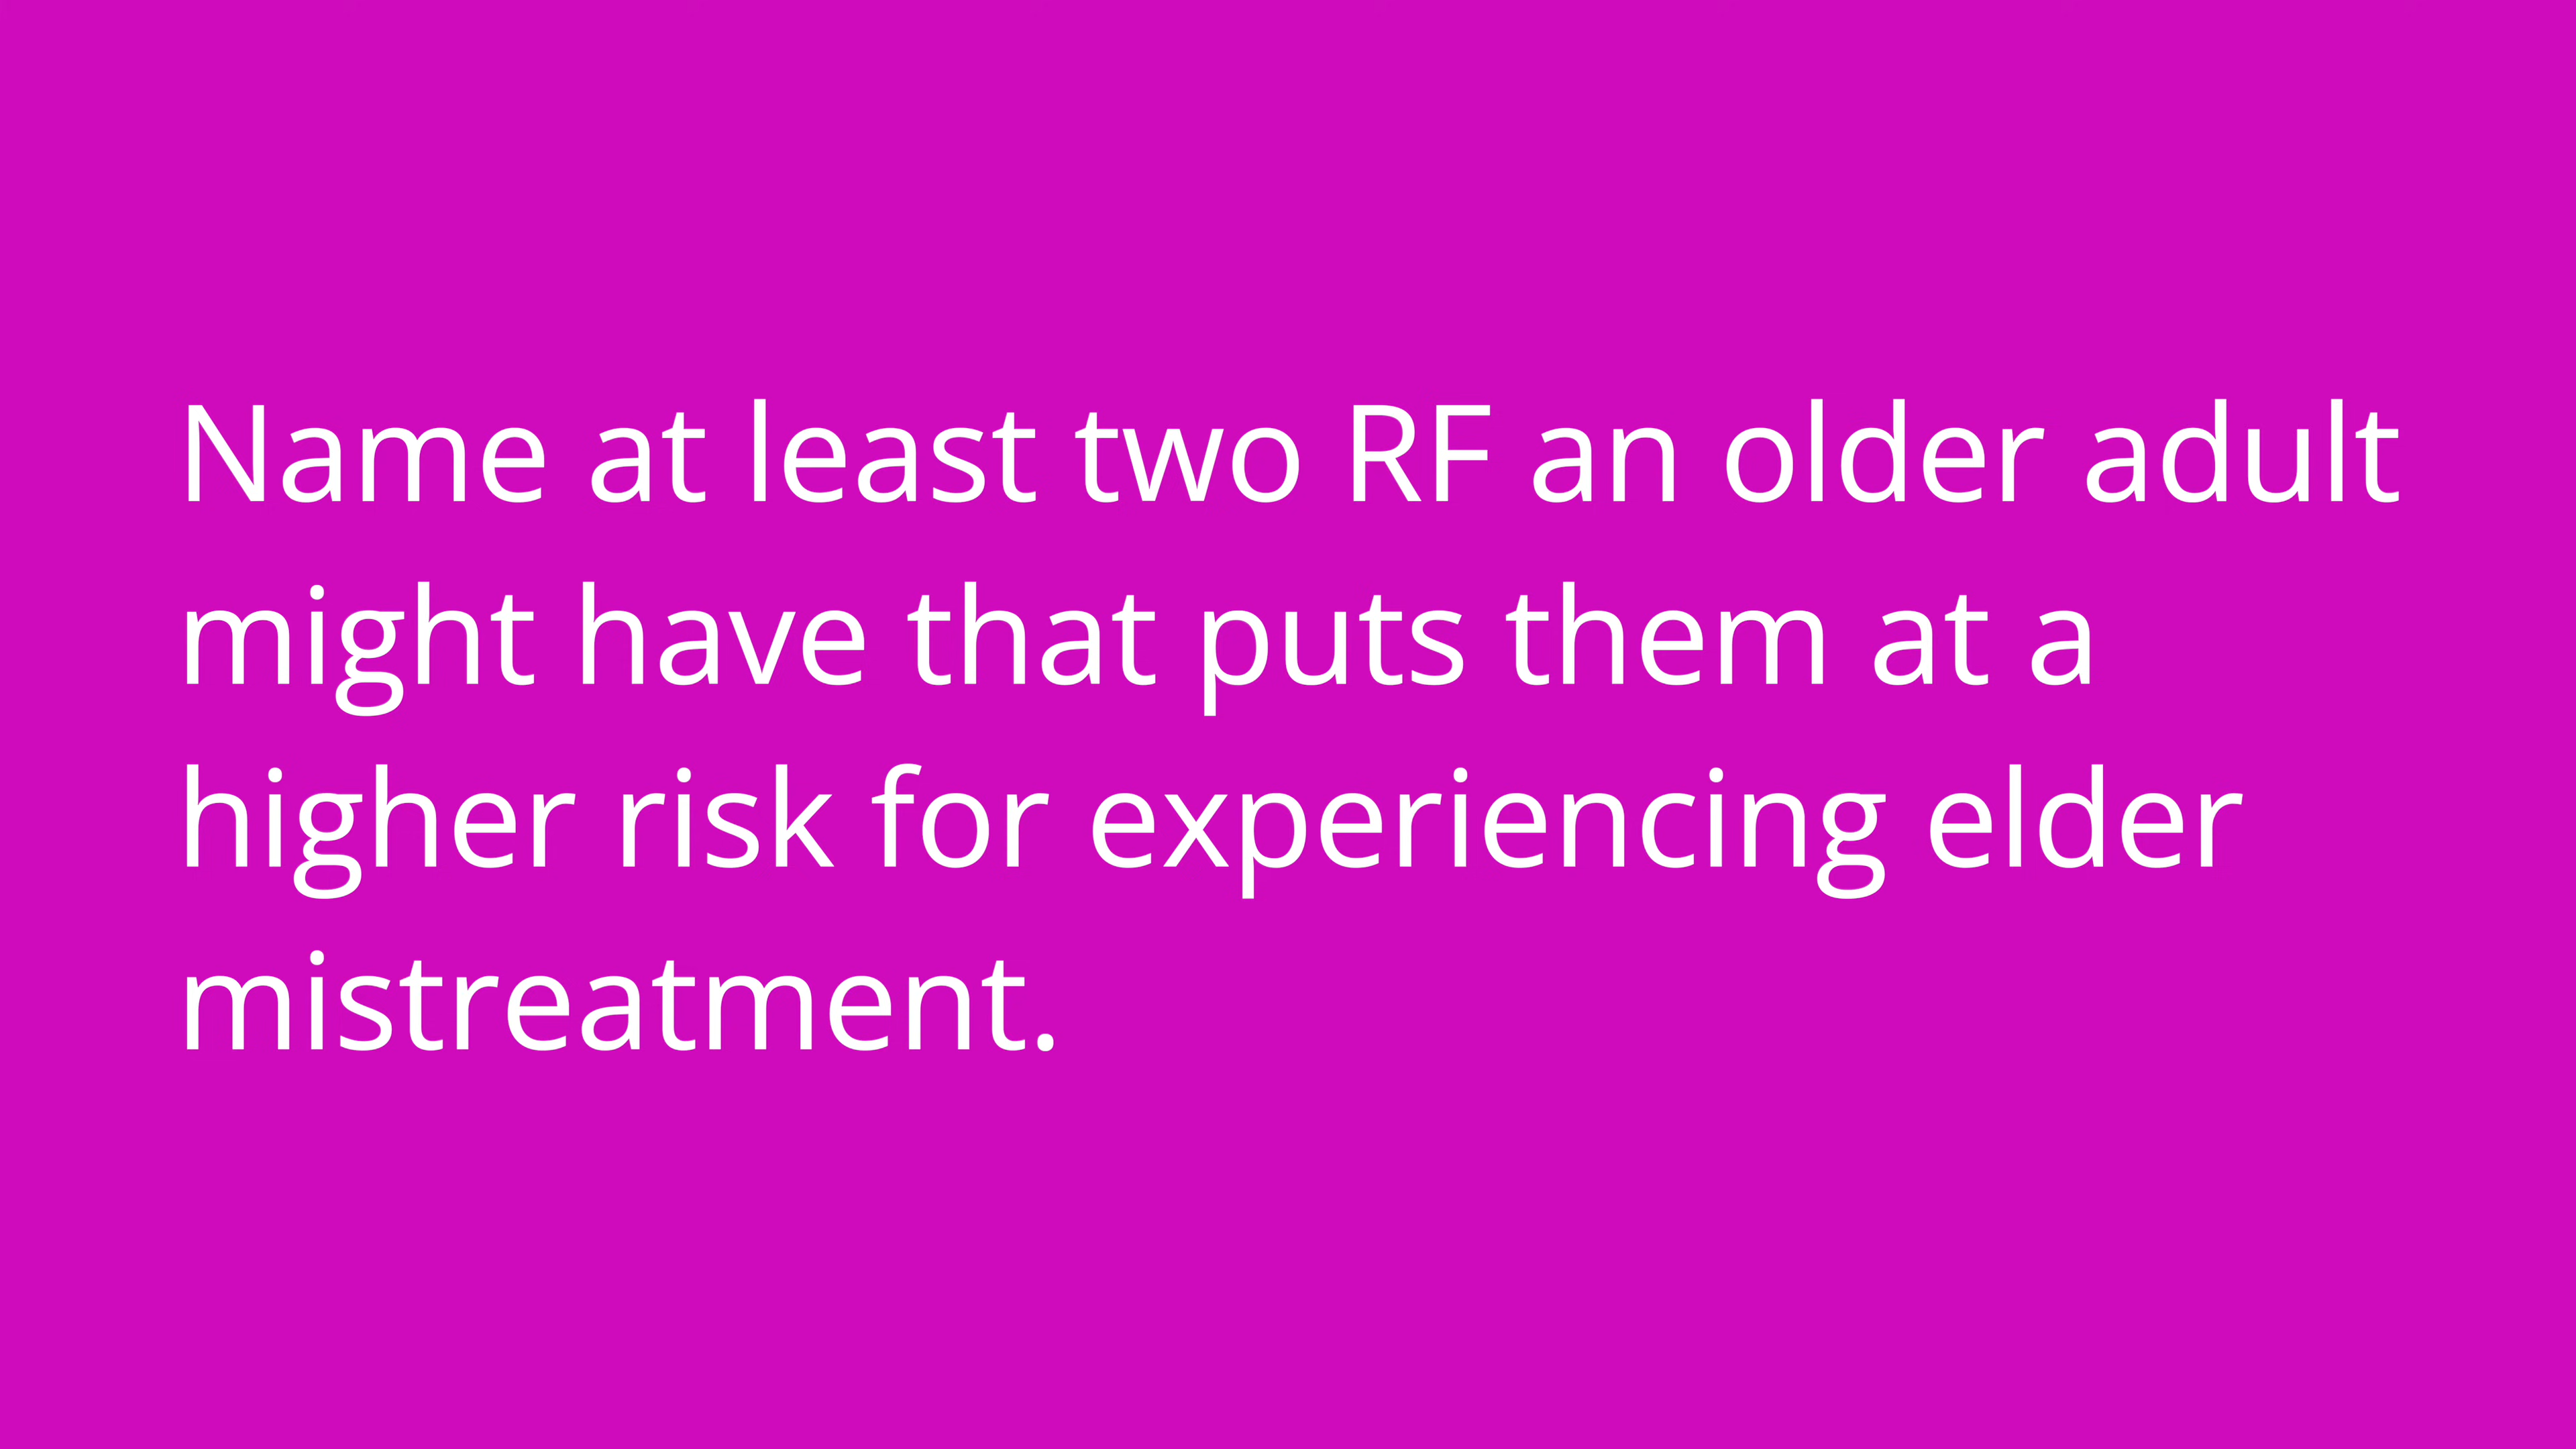 Name at least two RF an older adult
might have that puts them at a
higher risk for experiencing elder
mistreatment.